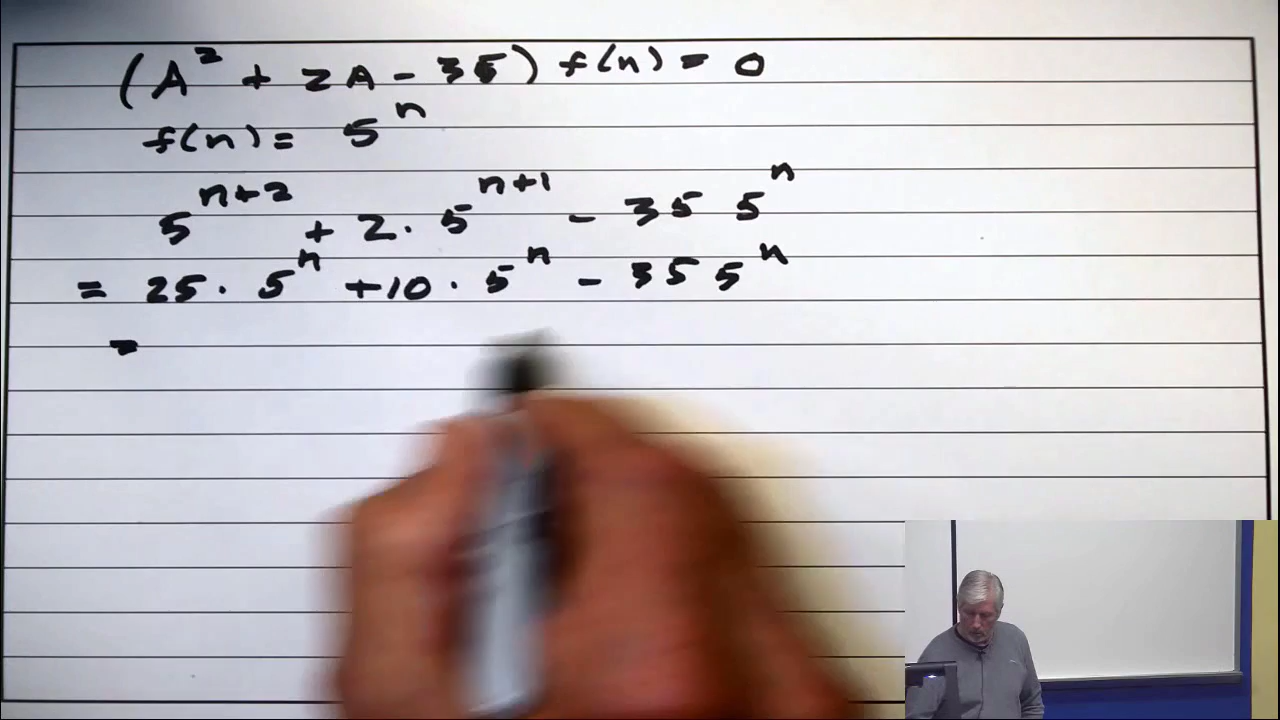 (A² + 2A - 35) f(n) = 0
f(n) = 5ⁿ
5ⁿ⁺² + 2· 5ⁿ⁺¹ - 35 5ⁿ
= 25· 5ⁿ +10 · 5ⁿ - 35 5ⁿ
=